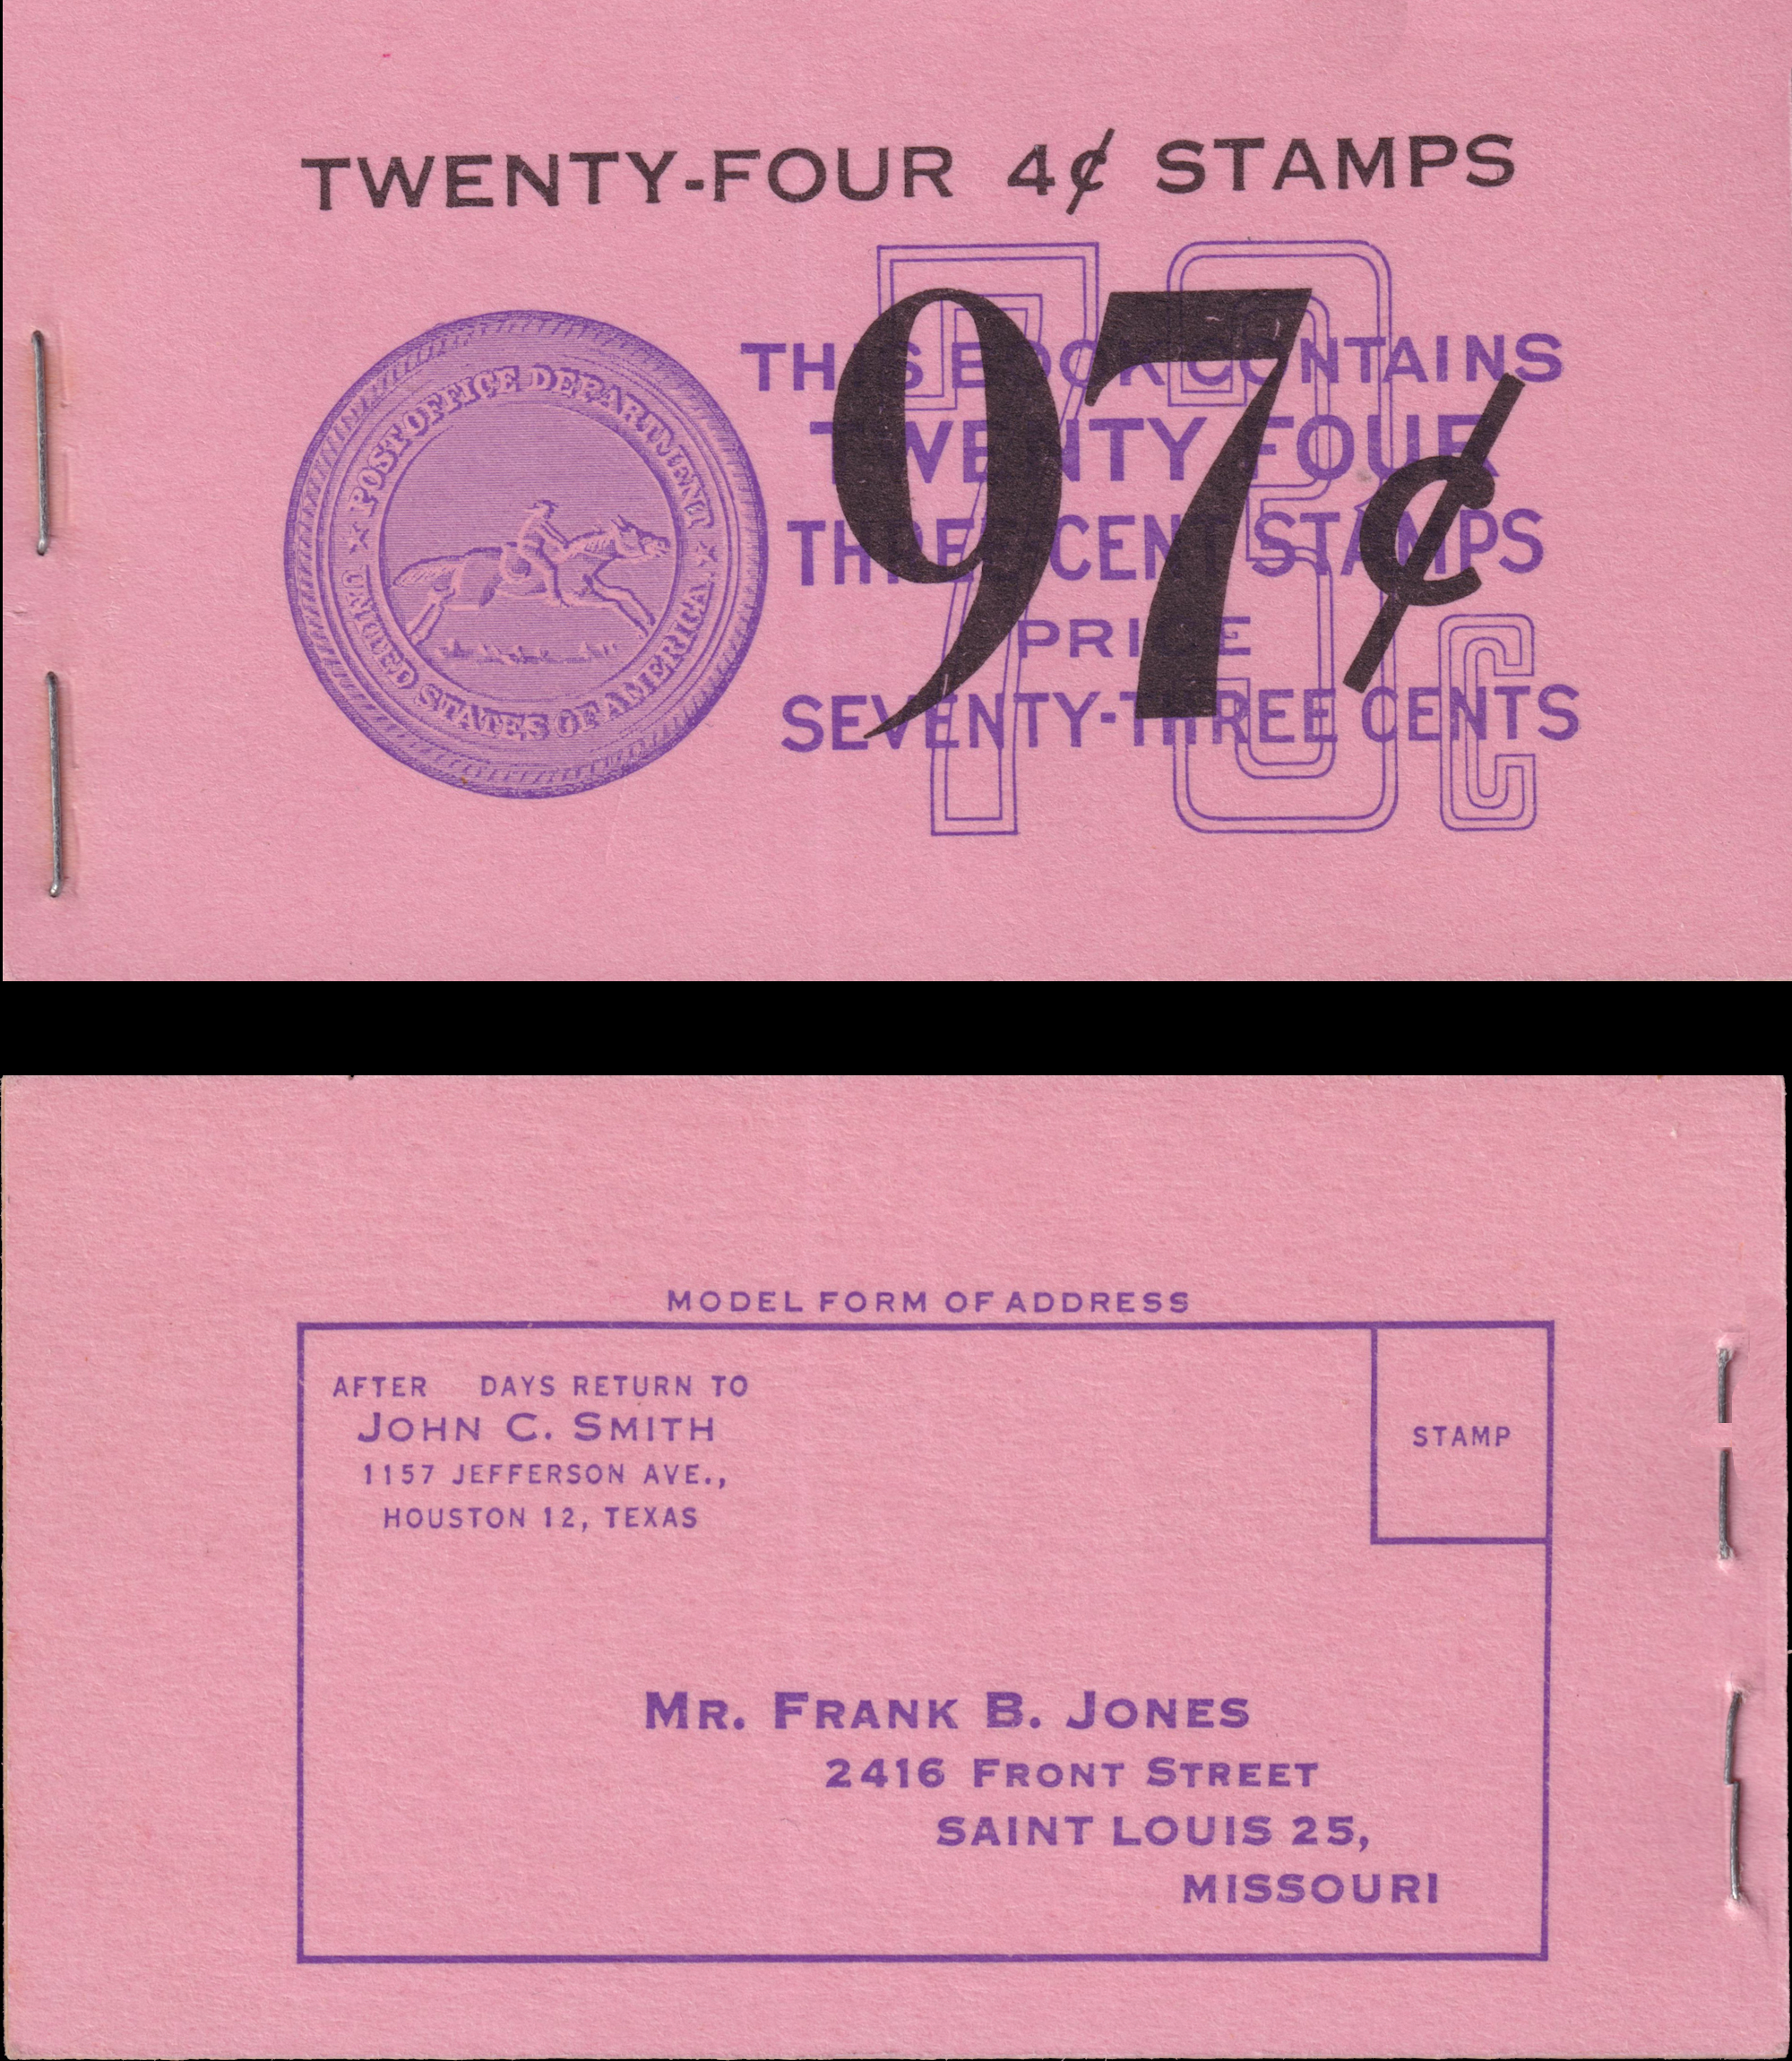 TWENTY-FOUR 4¢ STAMPS
97¢
73c
THIS BOOK CONTAINS
TWENTY FOUR
THREE CENT STAMPS
PRICE
SEVENTY-THREE CENTS
POST OFFICE DEPARTMENT
UNITED STATES OF AMERICA
MODEL FORM OF ADDRESS
AFTER DAYS RETURN TO
JOHN C. SMITH
1157 JEFFERSON AVE.,
HOUSTON 12, TEXAS
STAMP
MR. FRANK B. JONES
2416 FRONT STREET
SAINT LOUIS 25,
MISSOURI